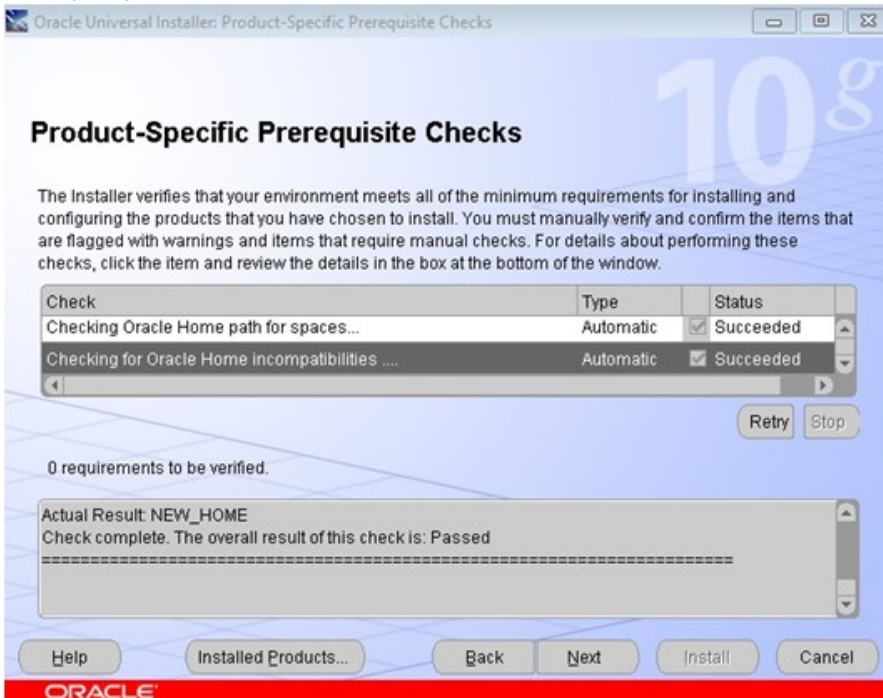 Oracle Universal Installer: Product-Specific Prerequisite Checks
10g
Product-Specific Prerequisite Checks
The Installer verifies that your environment meets all of the minimum requirements for installing and
configuring the products that you have chosen to install. You must manually verify and confirm the items that
are flagged with warnings and items that require manual checks. For details about performing these
checks, click the item and review the details in the box at the bottom of the window.
Check Type Status
Checking Oracle Home path for spaces... Automatic Succeeded
Checking for Oracle Home incompatibilities .... Automatic Succeeded
Retry Stop
0 requirements to be verified.
Actual Result: NEW_HOME
Check complete. The overall result of this check is: Passed
========================================================================
Help Installed Products... Back Next Install Cancel
ORACLE